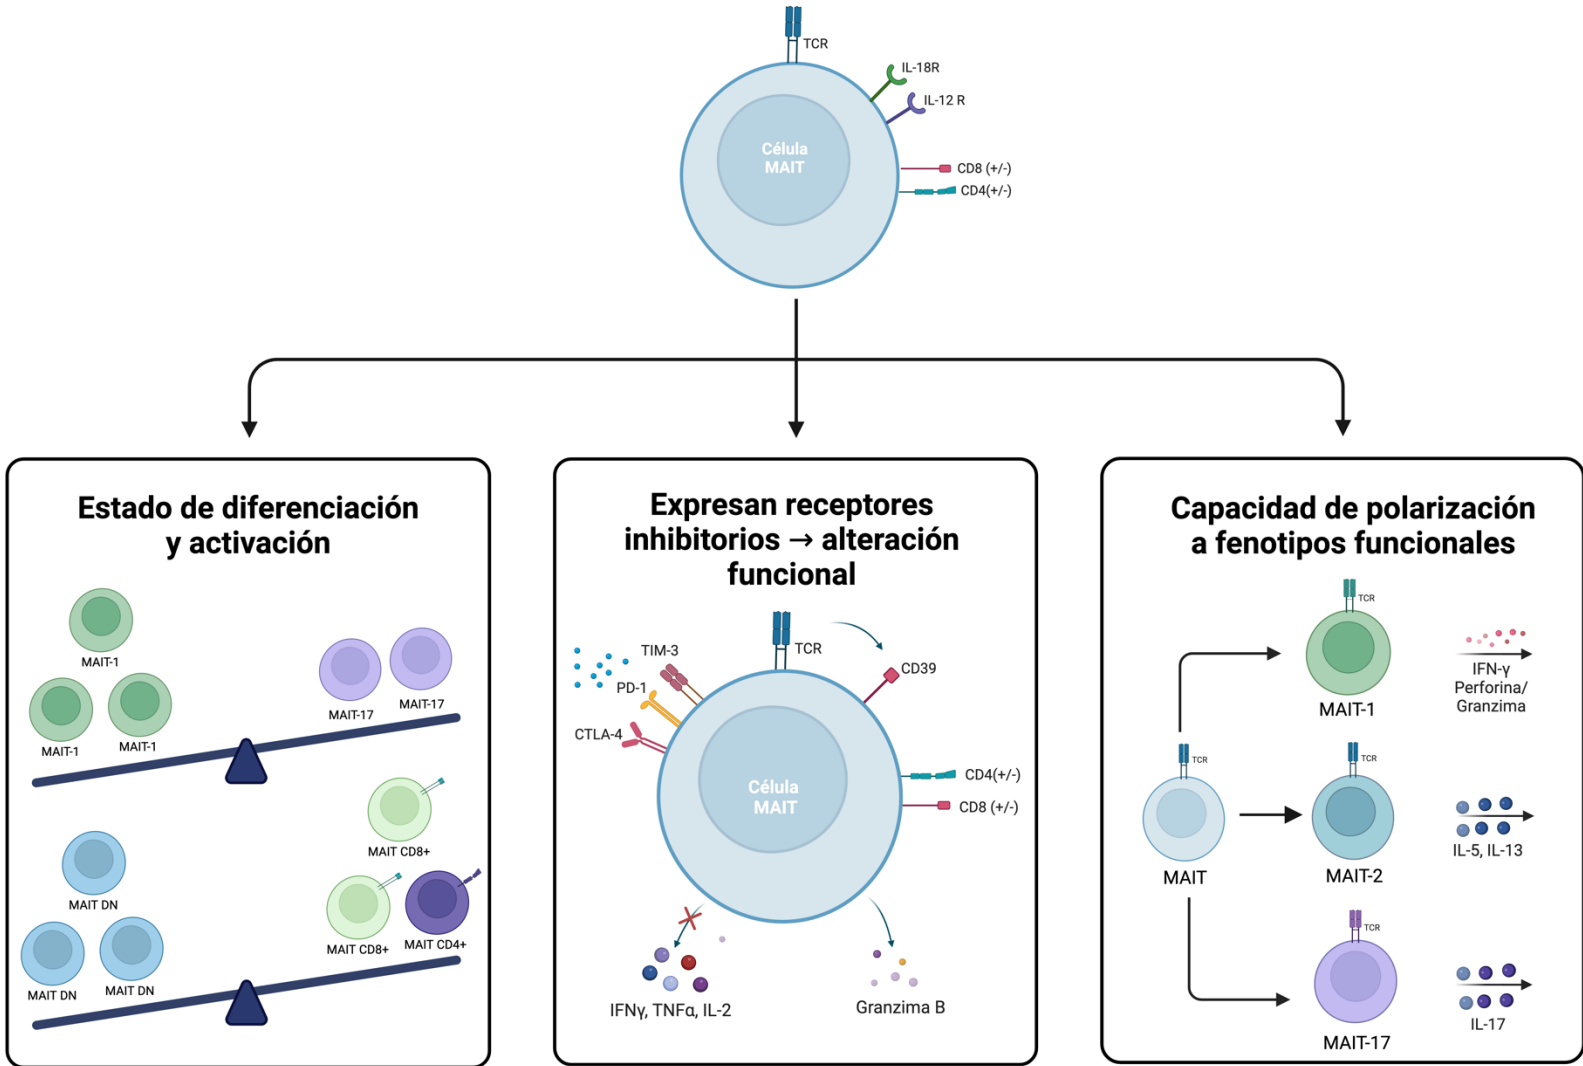 TCR
IL-18R
IL-12 R
Célula
MAIT
CD8 (+/-)
CD4(+/-)
Estado de diferenciación
y activación
MAIT-1
MAIT-1
MAIT-1
MAIT-17
MAIT-17
MAIT CD8+
MAIT DN
MAIT CD8+
MAIT CD4+
MAIT DN
MAIT DN
Expresan receptores
inhibitorios → alteración
funcional
TIM-3
TCR
CD39
PD-1
CTLA-4
Célula
MAIT
CD4(+/-)
CD8 (+/-)
IFNγ, TNFα, IL-2
Granzima B
Capacidad de polarización
a fenotipos funcionales
TCR
IFN-γ
Perforina/
Granzima
MAIT-1
TCR
TCR
MAIT
MAIT-2
IL-5, IL-13
TCR
MAIT-17
IL-17